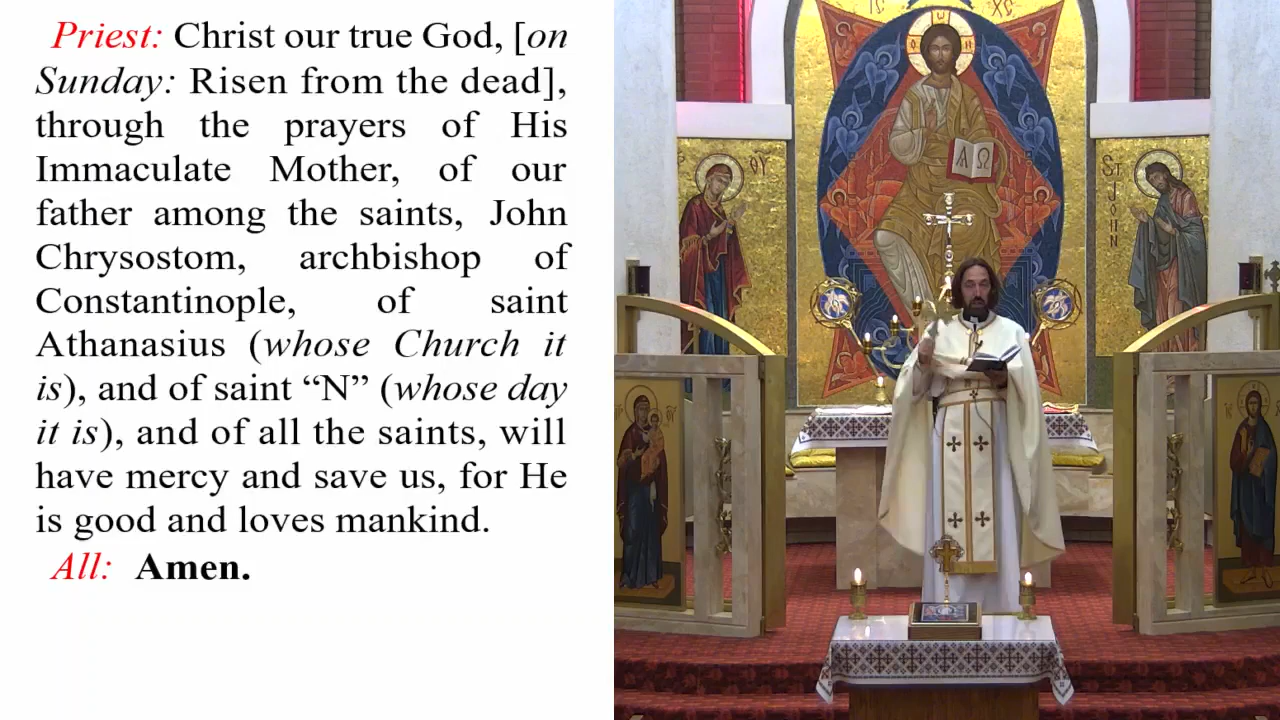 Priest: Christ our true God, [on
Sunday: Risen from the dead],
through the prayers of His
Immaculate Mother, of our
father among the saints, John
Chrysostom, archbishop of
Constantinople, of saint
Athanasius (whose Church it
is), and of saint “N” (whose day
it is), and of all the saints, will
have mercy and save us, for He
is good and loves mankind.
All: Amen.
IC XC
A Ω
ΟΥ
ST
JOHN